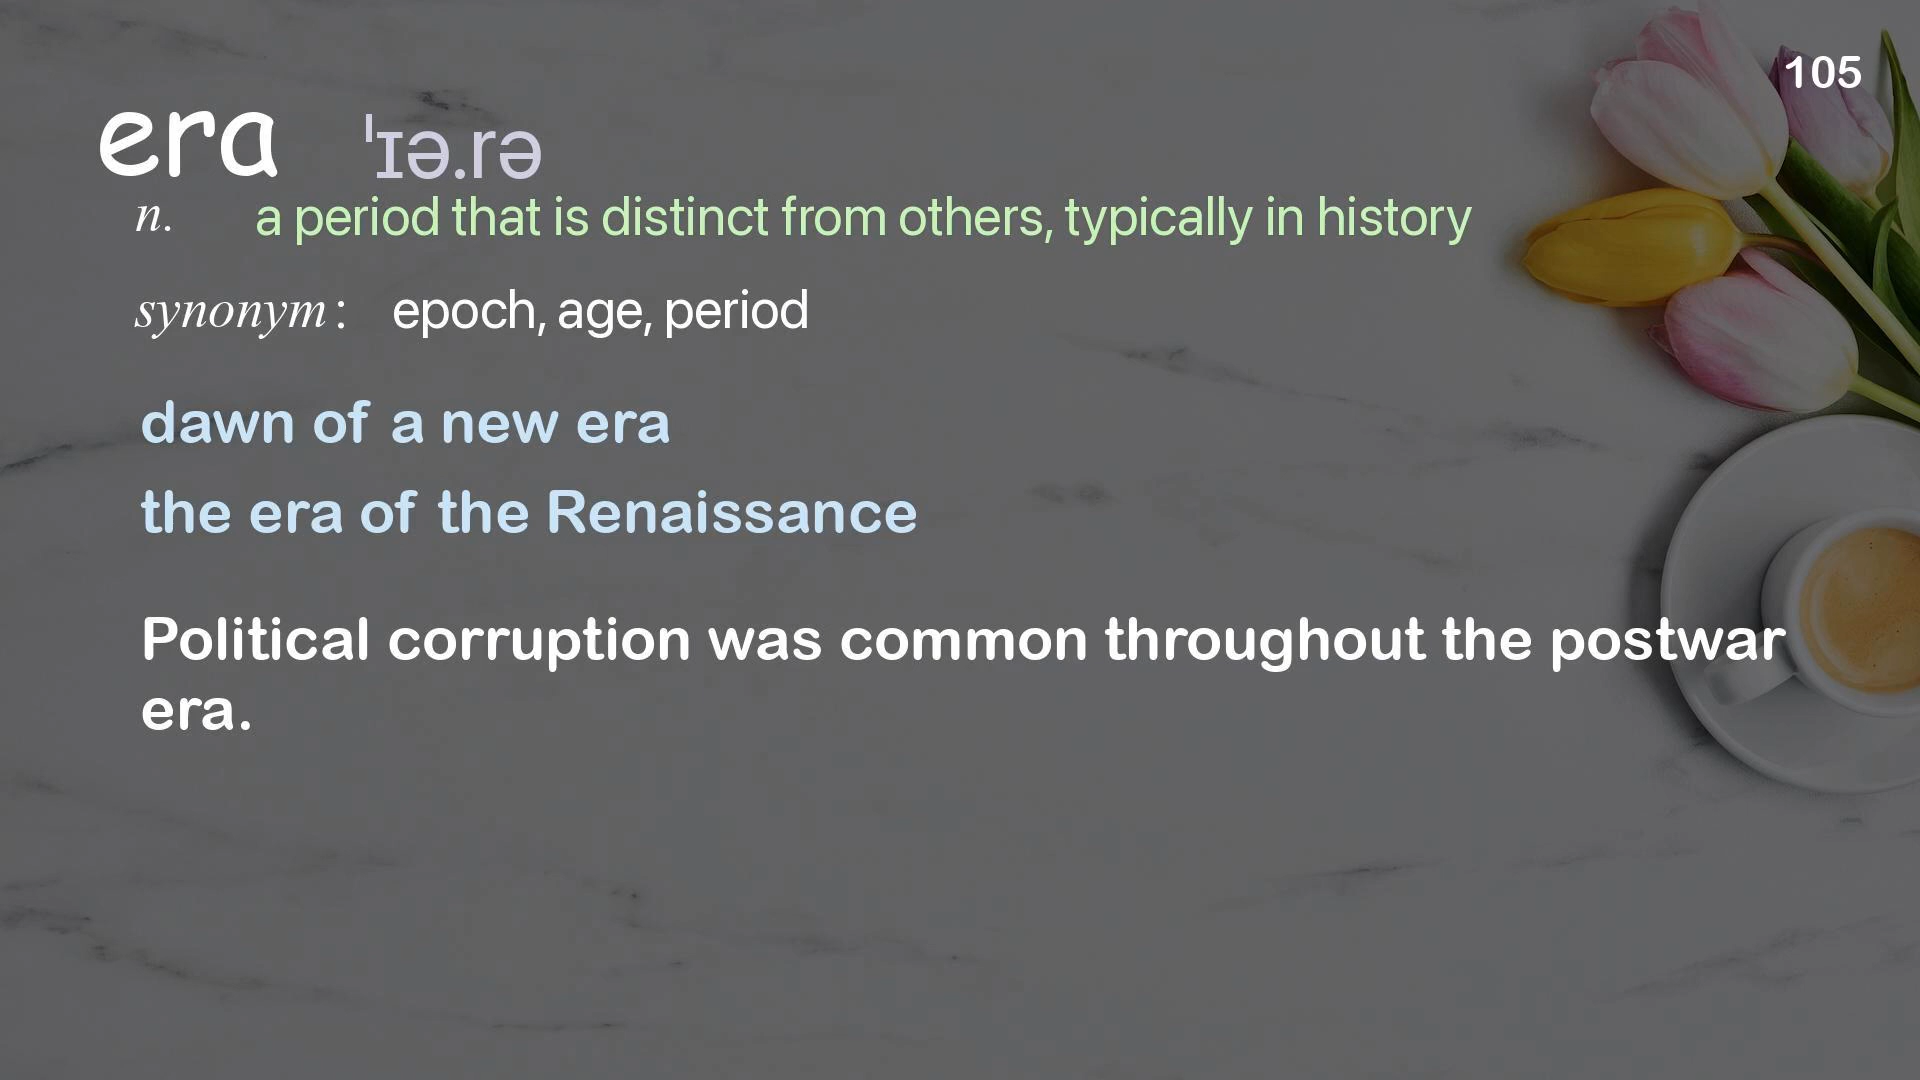 105
era ˈɪə.rə
n. a period that is distinct from others, typically in history
synonym: epoch, age, period
dawn of a new era
the era of the Renaissance
Political corruption was common throughout the postwar
era.